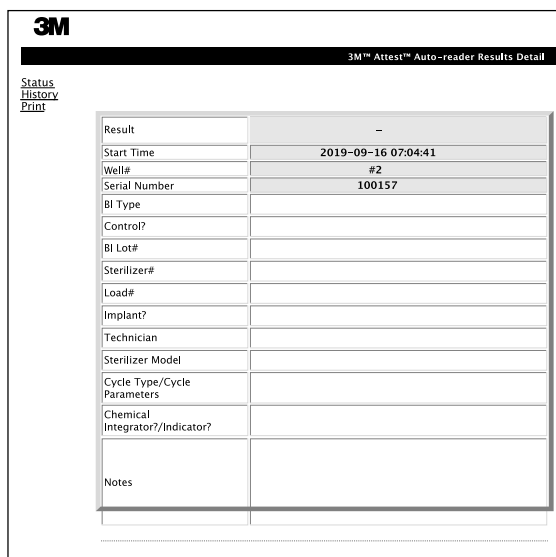 3M
3M™ Attest™ Auto-reader Results Detail
Status
History
Print
Result –
Start Time 2019-09-16 07:04:41
Well# #2
Serial Number 100157
BI Type
Control?
BI Lot#
Sterilizer#
Load#
Implant?
Technician
Sterilizer Model
Cycle Type/Cycle
Parameters
Chemical
Integrator?/Indicator?
Notes